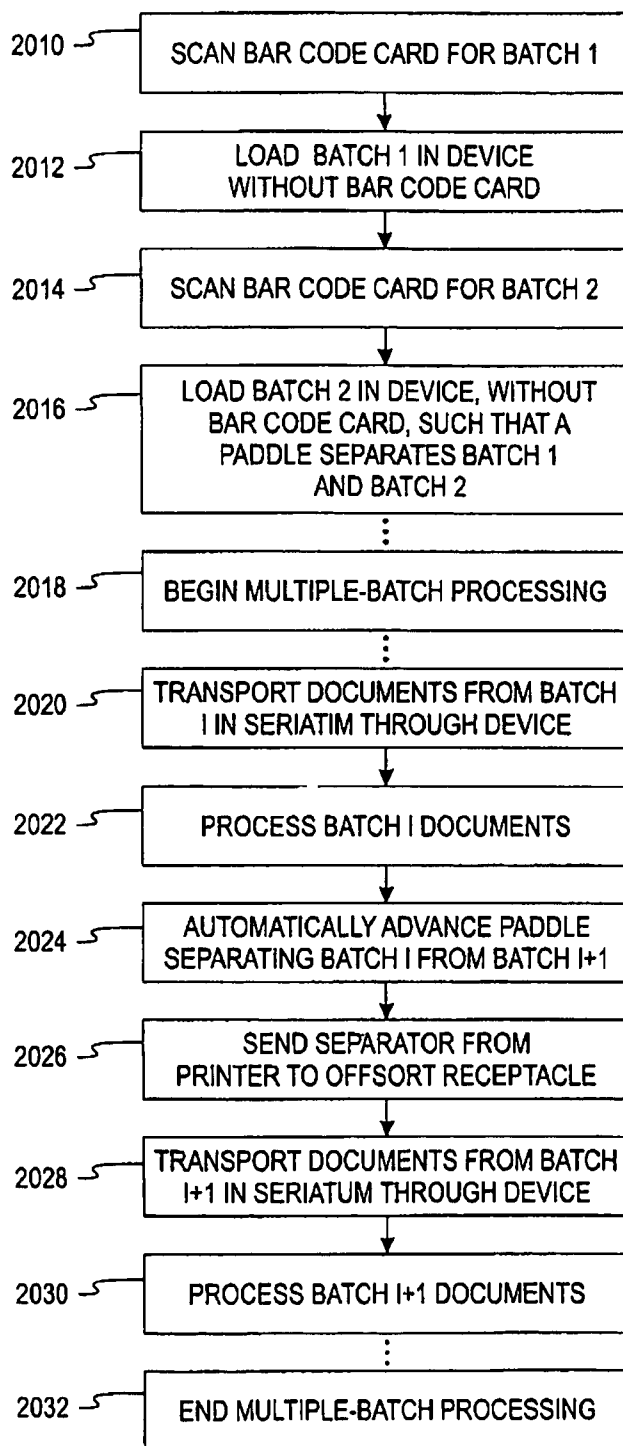 2010
SCAN BAR CODE CARD FOR BATCH 1
2012
LOAD BATCH 1 IN DEVICE
WITHOUT BAR CODE CARD
2014
SCAN BAR CODE CARD FOR BATCH 2
2016
LOAD BATCH 2 IN DEVICE, WITHOUT
BAR CODE CARD, SUCH THAT A
PADDLE SEPARATES BATCH 1
AND BATCH 2
2018
BEGIN MULTIPLE-BATCH PROCESSING
2020
TRANSPORT DOCUMENTS FROM BATCH
I IN SERIATIM THROUGH DEVICE
2022
PROCESS BATCH I DOCUMENTS
2024
AUTOMATICALLY ADVANCE PADDLE
SEPARATING BATCH I FROM BATCH I+1
2026
SEND SEPARATOR FROM
PRINTER TO OFFSORT RECEPTACLE
2028
TRANSPORT DOCUMENTS FROM BATCH
I+1 IN SERIATUM THROUGH DEVICE
2030
PROCESS BATCH I+1 DOCUMENTS
2032
END MULTIPLE-BATCH PROCESSING